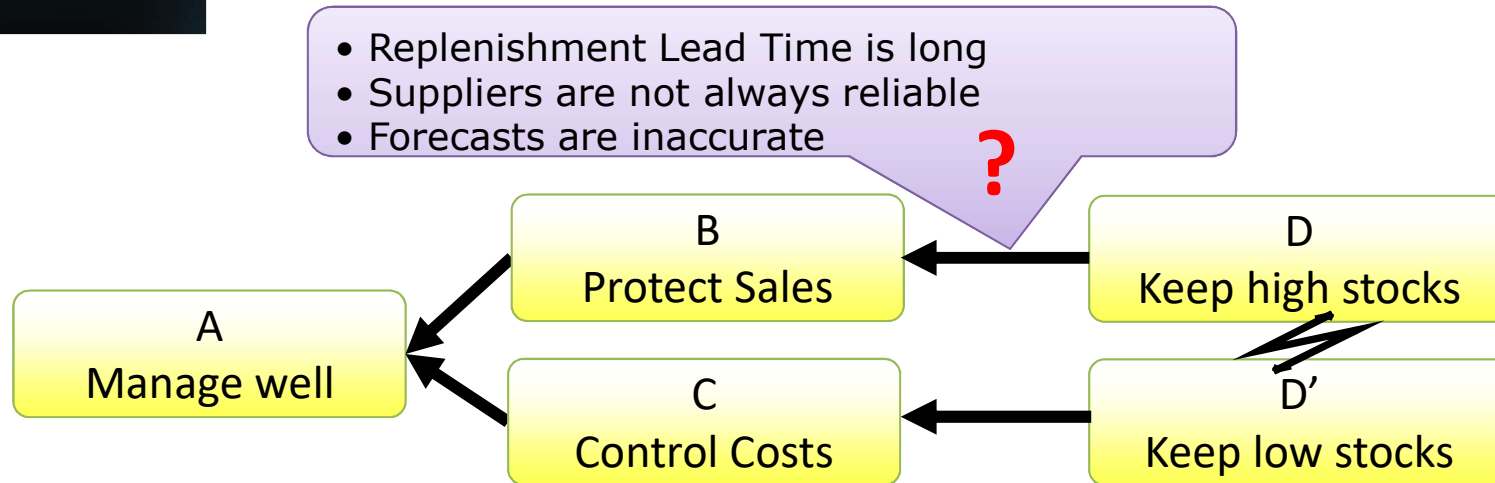 • Replenishment Lead Time is long
• Suppliers are not always reliable
• Forecasts are inaccurate
?
B
Protect Sales
D
Keep high stocks
A
Manage well
C
Control Costs
D’
Keep low stocks